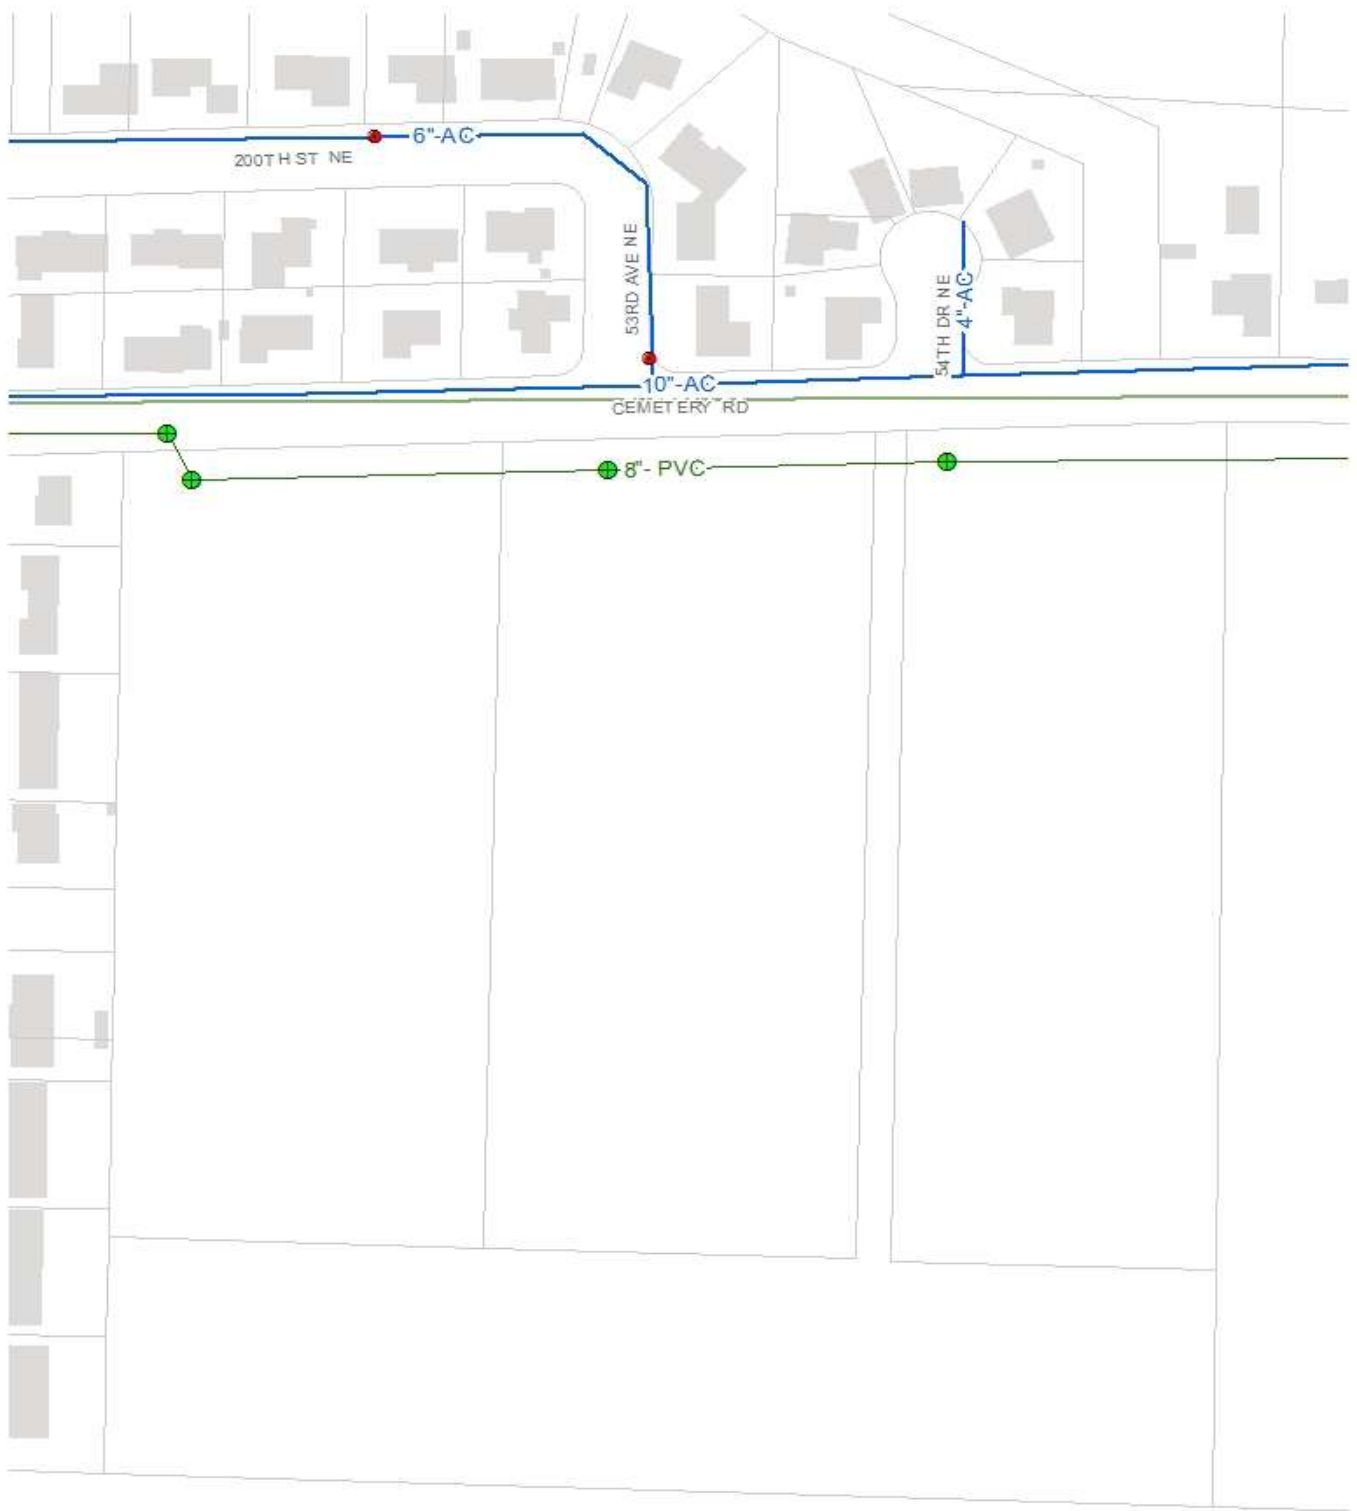 6"-AC
200TH ST NE
53RD AVE NE
54TH DR NE
4"-AC
10"-AC
CEMETERY RD
8"- PVC